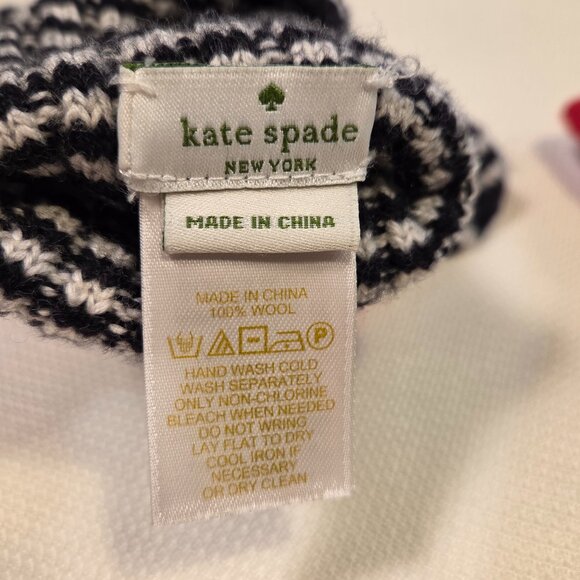 kate spade
NEW YORK
MADE IN CHINA
MADE IN CHINA
100% WOOL
P
HAND WASH COLD
WASH SEPARATELY
ONLY NON-CHLORINE
BLEACH WHEN NEEDED
DO NOT WRING
LAY FLAT TO DRY
COOL IRON IF
NECESSARY
OR DRY CLEAN